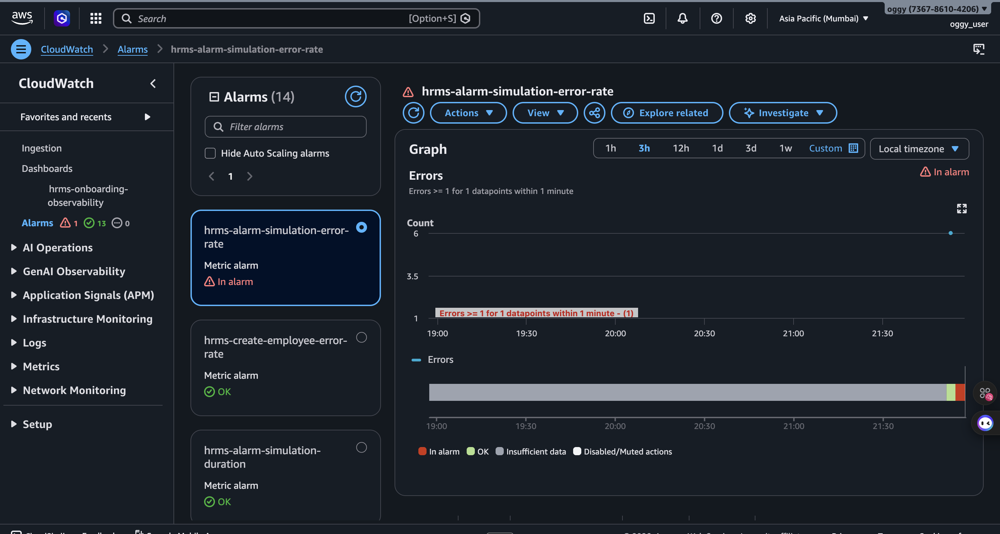 aws
Search
[Option+S]
Asia Pacific (Mumbai)
oggy (7367-8610-4206)
oggy_user
CloudWatch
Alarms
hrms-alarm-simulation-error-rate
CloudWatch
Favorites and recents
Ingestion
Dashboards
hrms-onboarding-
observability
Alarms 1 13 0
AI Operations
GenAI Observability
Application Signals (APM)
Infrastructure Monitoring
Logs
Metrics
Network Monitoring
Setup
Alarms (14)
Filter alarms
Hide Auto Scaling alarms
1
hrms-alarm-simulation-error-
rate
Metric alarm
In alarm
hrms-create-employee-error-
rate
Metric alarm
OK
hrms-alarm-simulation-
duration
Metric alarm
OK
hrms-alarm-simulation-error-rate
Actions
View
Explore related
Investigate
Graph
1h 3h 12h 1d 3d 1w Custom
Local timezone
Errors
In alarm
Errors >= 1 for 1 datapoints within 1 minute
Count
6
3.5
Errors >= 1 for 1 datapoints within 1 minute - (1)
1
19:00 19:30 20:00 20:30 21:00 21:30
Errors
19:00 19:30 20:00 20:30 21:00 21:30
In alarm OK Insufficient data Disabled/Muted actions